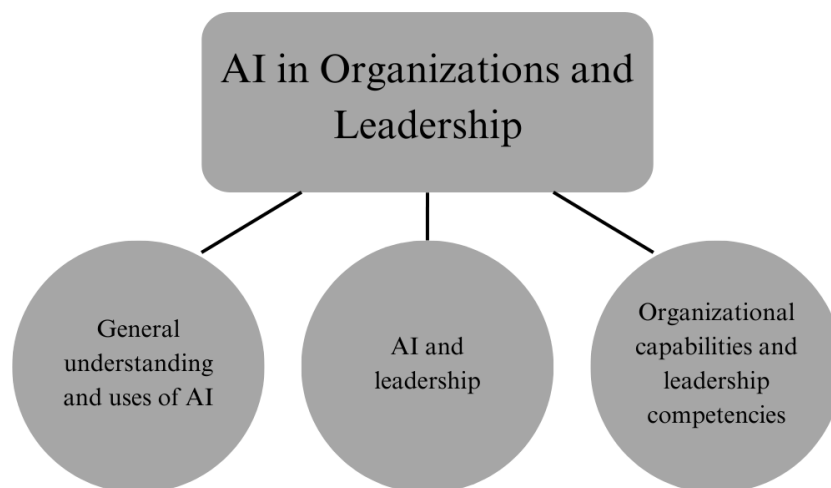 AI in Organizations and
Leadership
General
understanding
and uses of AI
AI and
leadership
Organizational
capabilities and
leadership
competencies